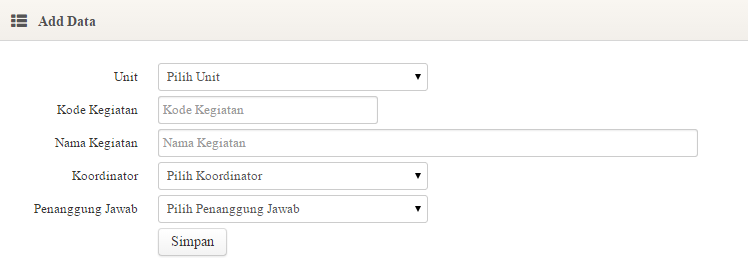 Add Data
Unit Pilih Unit
Kode Kegiatan Kode Kegiatan
Nama Kegiatan Nama Kegiatan
Koordinator Pilih Koordinator
Penanggung Jawab Pilih Penanggung Jawab
Simpan